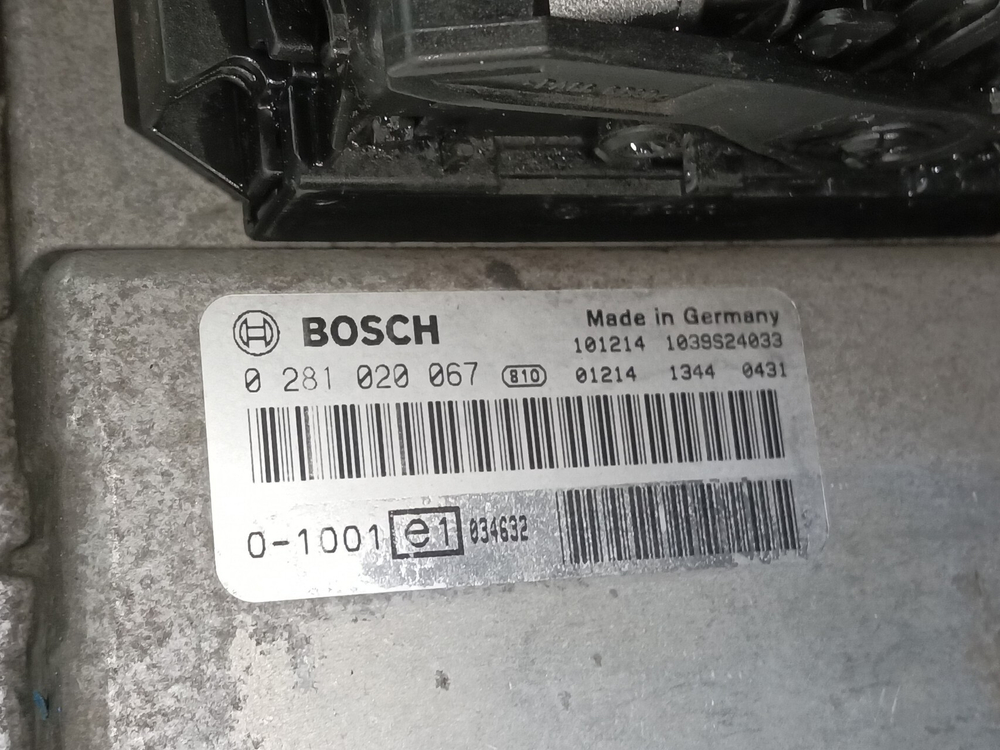 BOSCH
Made in Germany
101214 1039S24033
0 281 020 067 810 01214 1344 0431
0-1001 e1 034632